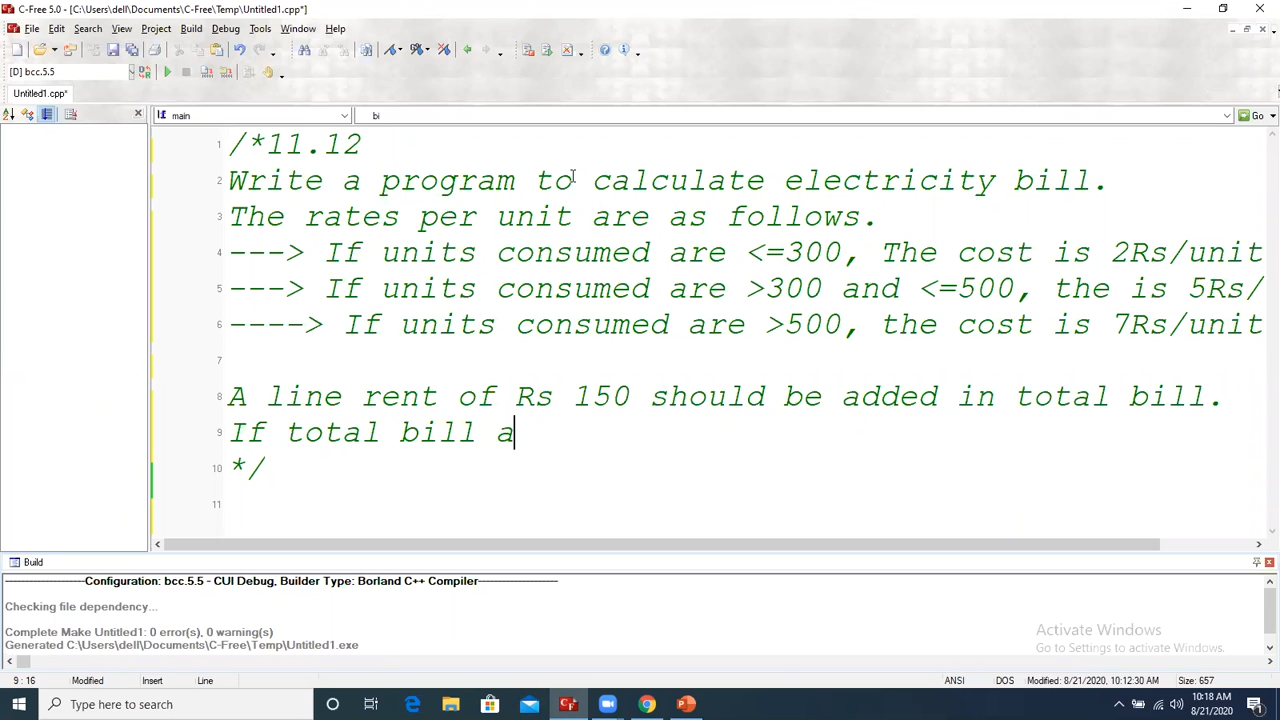 C-Free 5.0 - [C:\Users\dell\Documents\C-Free\Temp\Untitled1.cpp*]
File Edit Search View Project Build Debug Tools Window Help
[D] bcc.5.5
Untitled1.cpp*
main bi Go
1 /*11.12
2 Write a program to calculate electricity bill.
3 The rates per unit are as follows.
4 ---> If units consumed are <=300, The cost is 2Rs/unit
5 ---> If units consumed are >300 and <=500, the is 5Rs/
6 ----> If units consumed are >500, the cost is 7Rs/unit
7
8 A line rent of Rs 150 should be added in total bill.
9 If total bill a
10 */
11
Build
--------------------Configuration: bcc.5.5 - CUI Debug, Builder Type: Borland C++ Compiler--------------------
Checking file dependency...
Complete Make Untitled1: 0 error(s), 0 warning(s)
Generated C:\Users\dell\Documents\C-Free\Temp\Untitled1.exe
Activate Windows
Go to Settings to activate Windows.
9 : 16 Modified Insert Line ANSI DOS Modified: 8/21/2020, 10:12:30 AM Size: 657
Type here to search
10:18 AM
8/21/2020